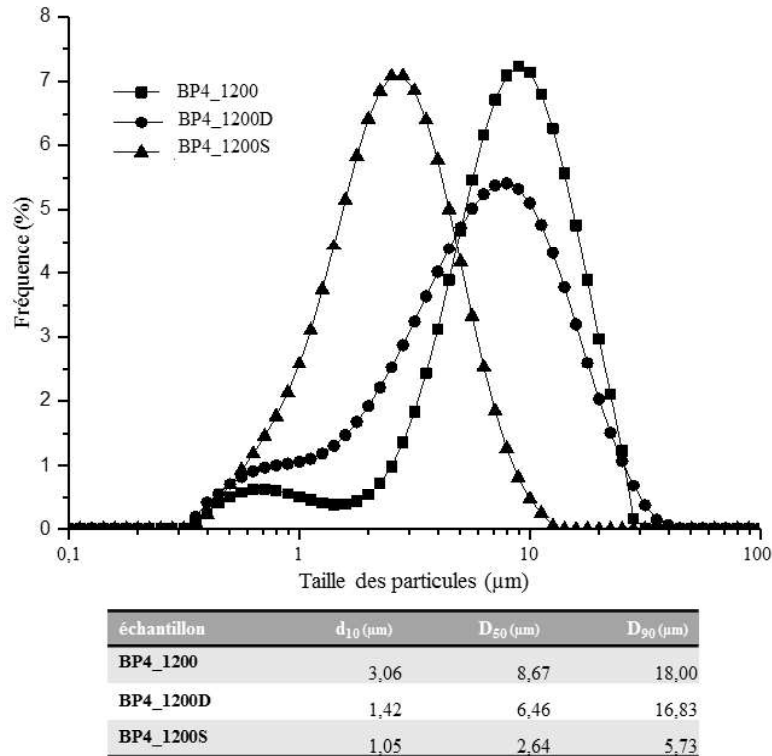 8
7
6
5
4
3
2
1
0
Fréquence (%)
BP4_1200
BP4_1200D
BP4_1200S
0,1 1 10 100
Taille des particules (µm)
échantillon d10 (µm) D50 (µm) D90 (µm)
BP4_1200 3,06 8,67 18,00
BP4_1200D 1,42 6,46 16,83
BP4_1200S 1,05 2,64 5,73